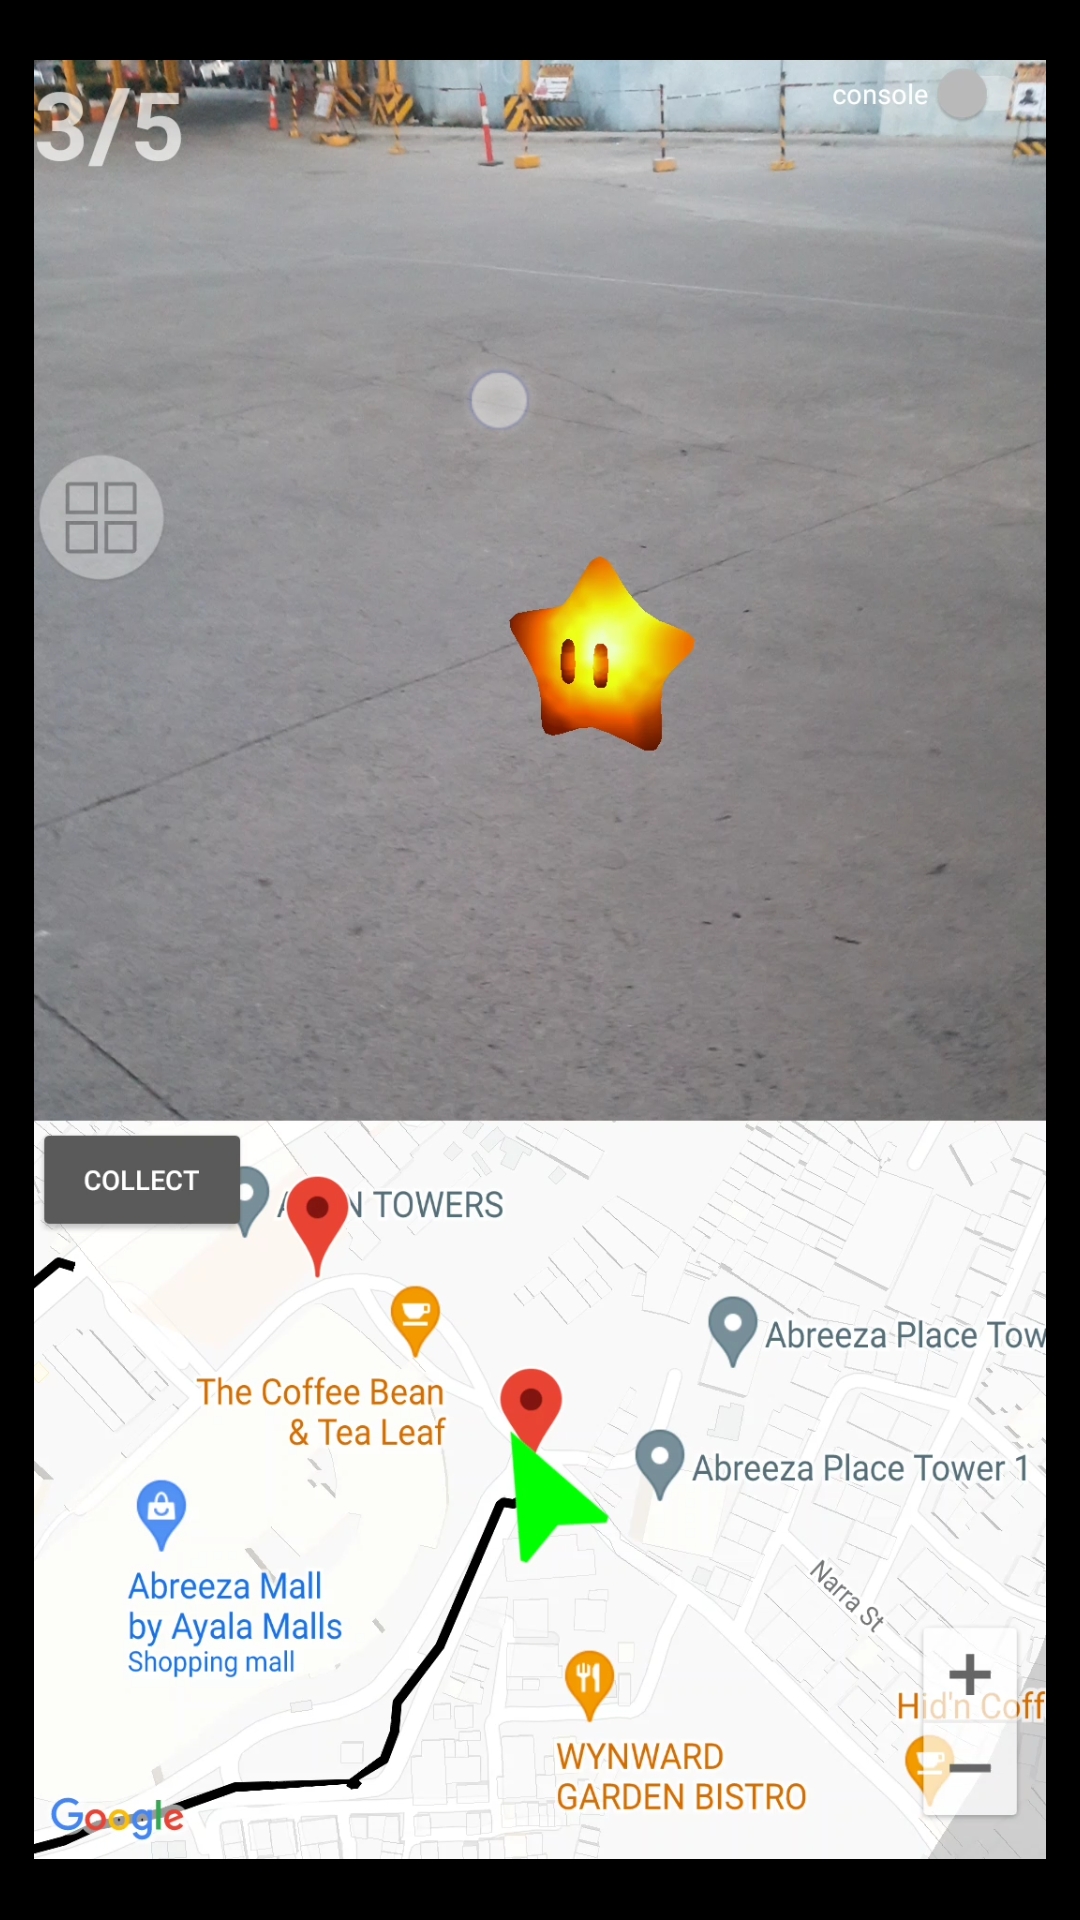 3/5
console
COLLECT
N TOWERS
The Coffee Bean
& Tea Leaf
Abreeza Place Tow
Abreeza Place Tower 1
Abreeza Mall
by Ayala Malls
Shopping mall
Narra St
+
Hid'n Coff
−
WYNWARD
GARDEN BISTRO
Google